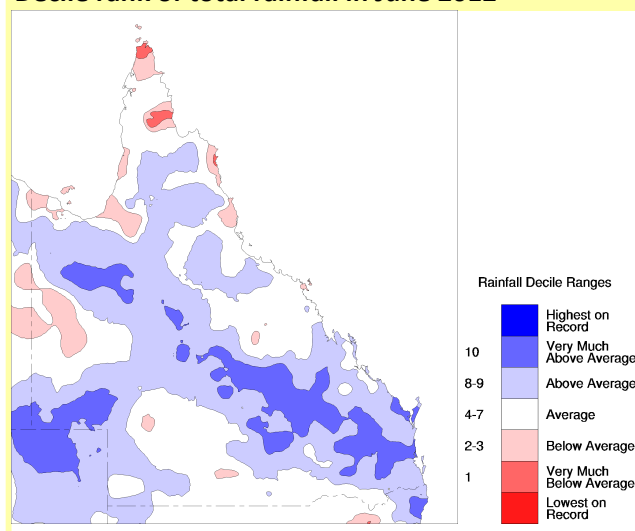 Rainfall Decile Ranges
Highest on
Record
10
Very Much
Above Average
8-9
Above Average
4-7
Average
2-3
Below Average
1
Very Much
Below Average
Lowest on
Record